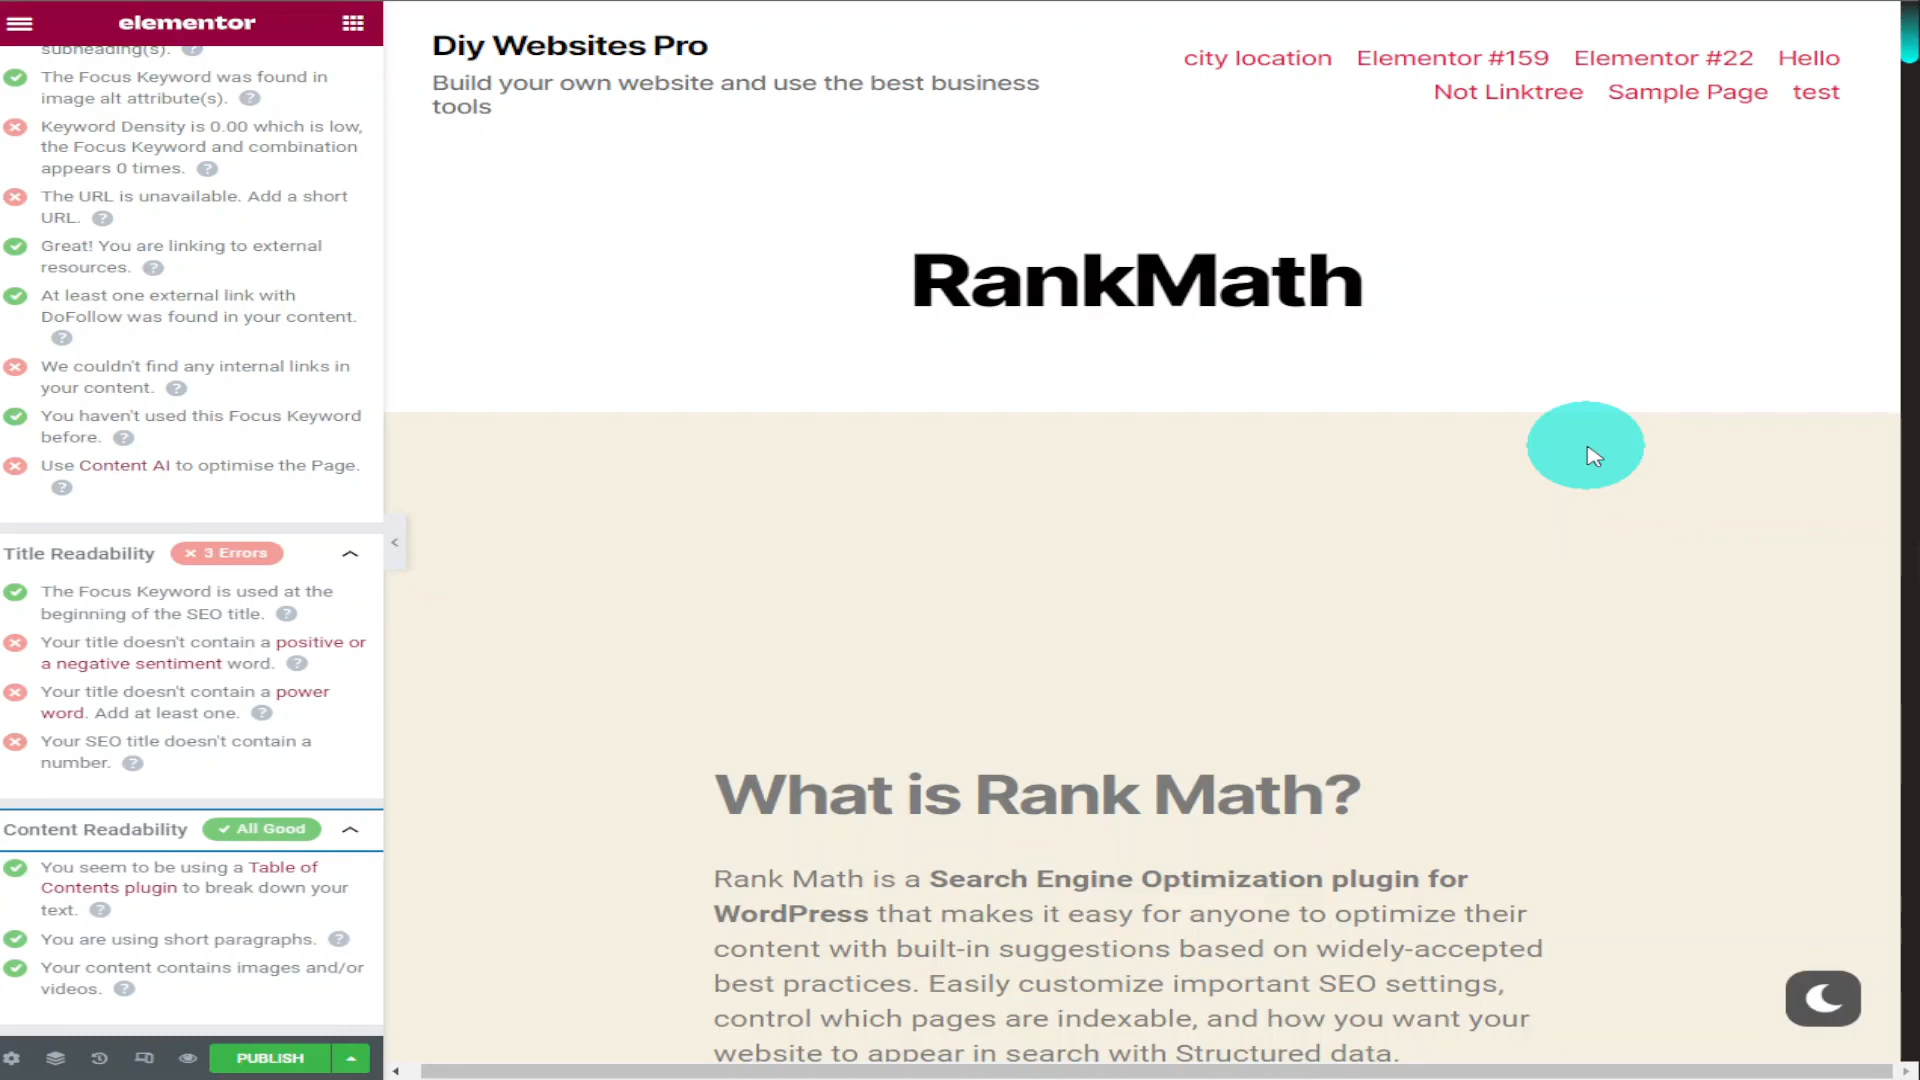 elementor
subheading(s). ?
The Focus Keyword was found in
image alt attribute(s). ?
Keyword Density is 0.00 which is low,
the Focus Keyword and combination
appears 0 times. ?
The URL is unavailable. Add a short
URL. ?
Great! You are linking to external
resources. ?
At least one external link with
DoFollow was found in your content.
?
We couldn't find any internal links in
your content. ?
You haven't used this Focus Keyword
before. ?
Use Content AI to optimise the Page.
?
Title Readability × 3 Errors
The Focus Keyword is used at the
beginning of the SEO title. ?
Your title doesn't contain a positive or
a negative sentiment word. ?
Your title doesn't contain a power
word. Add at least one. ?
Your SEO title doesn't contain a
number. ?
Content Readability All Good
You seem to be using a Table of
Contents plugin to break down your
text. ?
You are using short paragraphs. ?
Your content contains images and/or
videos. ?
PUBLISH
Diy Websites Pro
Build your own website and use the best business
tools
city location Elementor #159 Elementor #22 Hello
Not Linktree Sample Page test
RankMath
What is Rank Math?
Rank Math is a Search Engine Optimization plugin for
WordPress that makes it easy for anyone to optimize their
content with built-in suggestions based on widely-accepted
best practices. Easily customize important SEO settings,
control which pages are indexable, and how you want your
website to appear in search with Structured data.